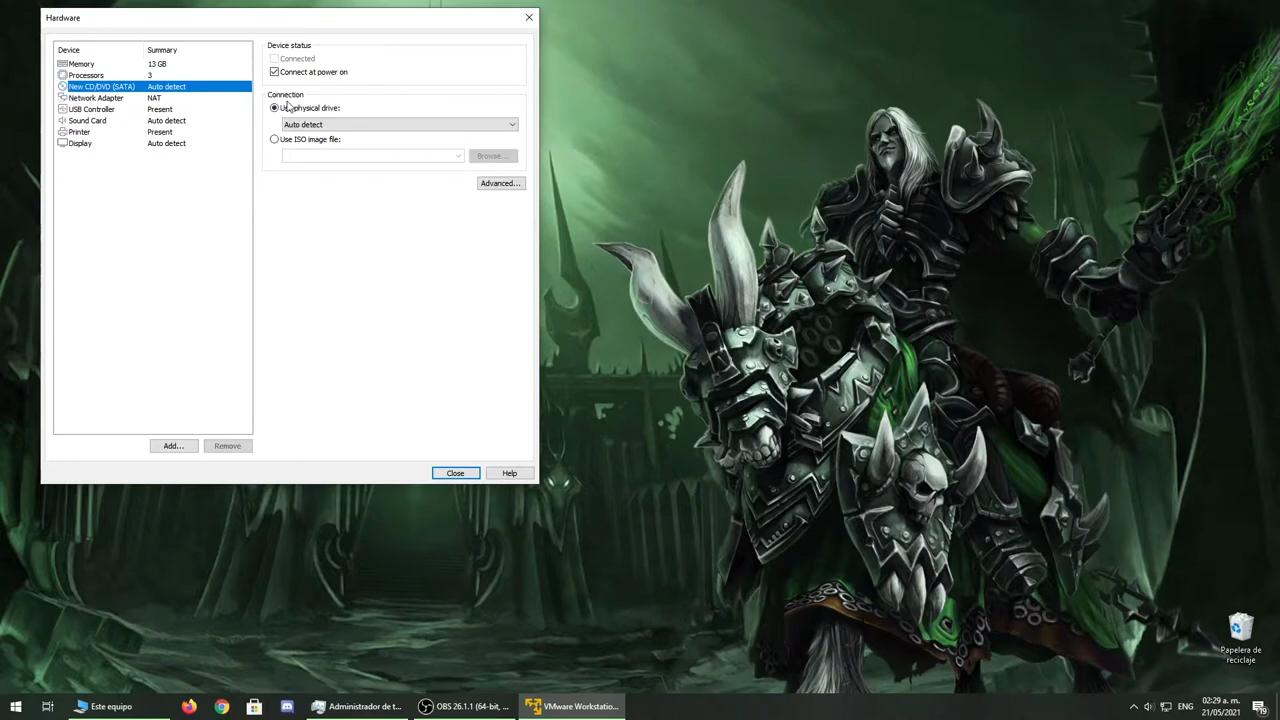 Hardware
Device Summary
Memory 13 GB
Processors 3
New CD/DVD (SATA) Auto detect
Network Adapter NAT
USB Controller Present
Sound Card Auto detect
Printer Present
Display Auto detect
Add... Remove
Device status
Connected
Connect at power on
Connection
Use physical drive:
Auto detect
Use ISO image file:
Browse...
Advanced...
Close Help
Papelera de
reciclaje
Este equipo
Administrador de t...
OBS 26.1.1 (64-bit, ...
VMware Workstatio...
ENG
02:29 a. m.
21/05/2021
19